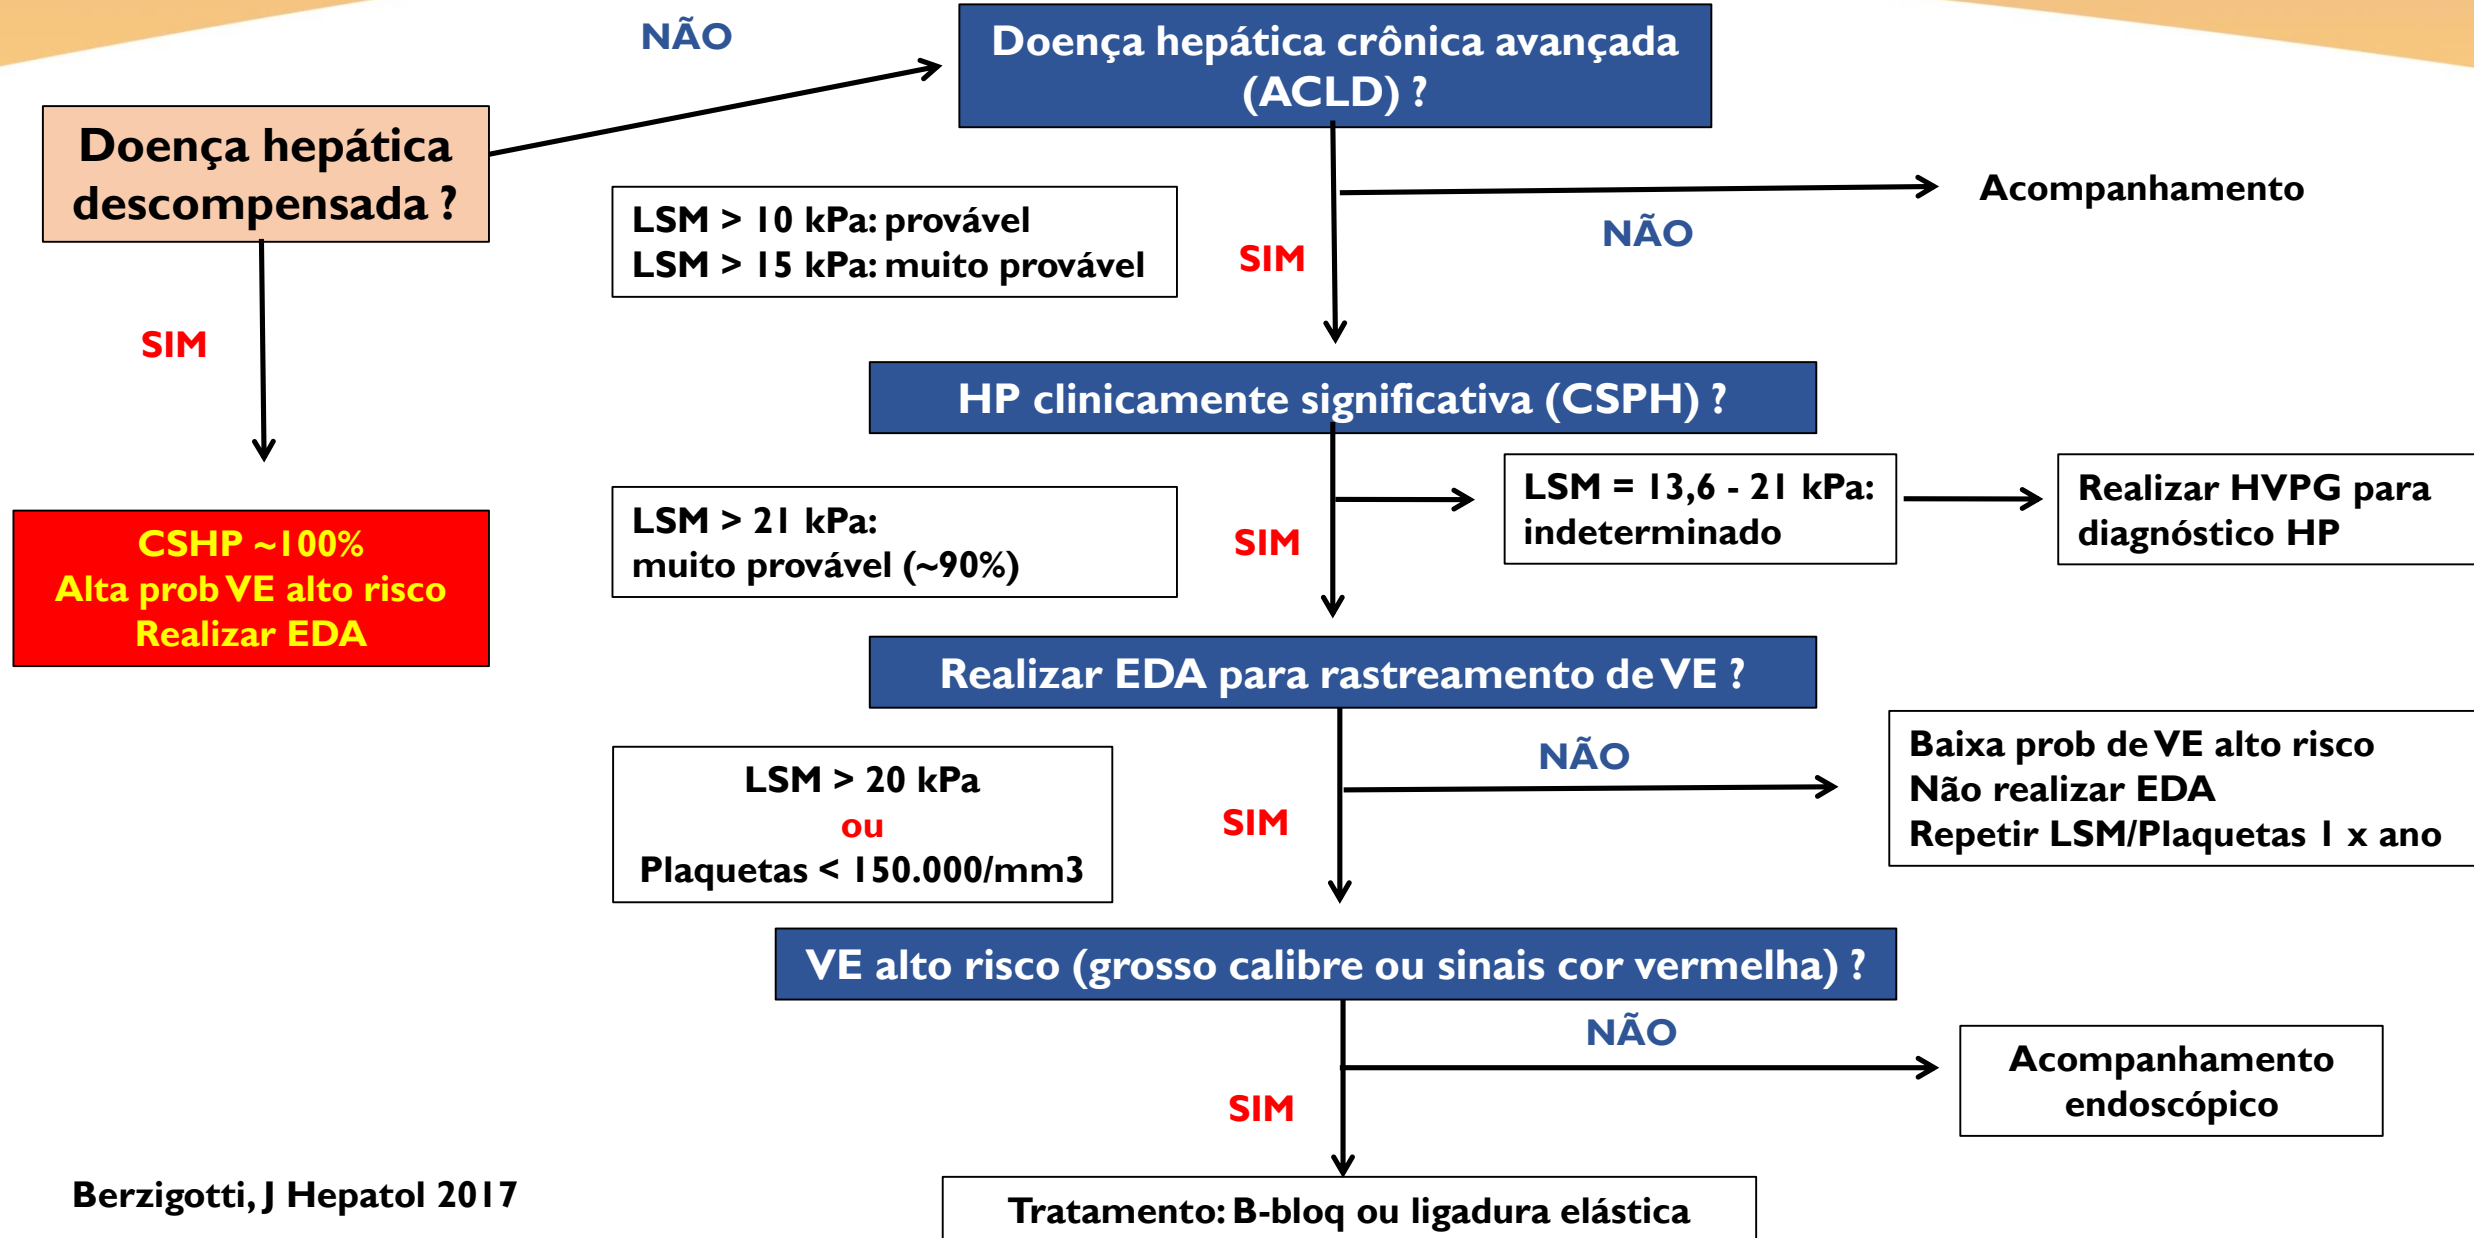 NÃO
Doença hepática crônica avançada
(ACLD) ?
Doença hepática
descompensada ?
LSM > 10 kPa: provável
LSM > 15 kPa: muito provável
SIM
NÃO
Acompanhamento
SIM
HP clinicamente significativa (CSPH) ?
CSHP ~100%
Alta prob VE alto risco
Realizar EDA
LSM > 21 kPa:
muito provável (~90%)
SIM
LSM = 13,6 - 21 kPa:
indeterminado
Realizar HVPG para
diagnóstico HP
Realizar EDA para rastreamento de VE ?
LSM > 20 kPa
ou
Plaquetas < 150.000/mm3
SIM
NÃO
Baixa prob de VE alto risco
Não realizar EDA
Repetir LSM/Plaquetas 1 x ano
VE alto risco (grosso calibre ou sinais cor vermelha) ?
SIM
NÃO
Acompanhamento
endoscópico
Tratamento: B-bloq ou ligadura elástica
Berzigotti, J Hepatol 2017